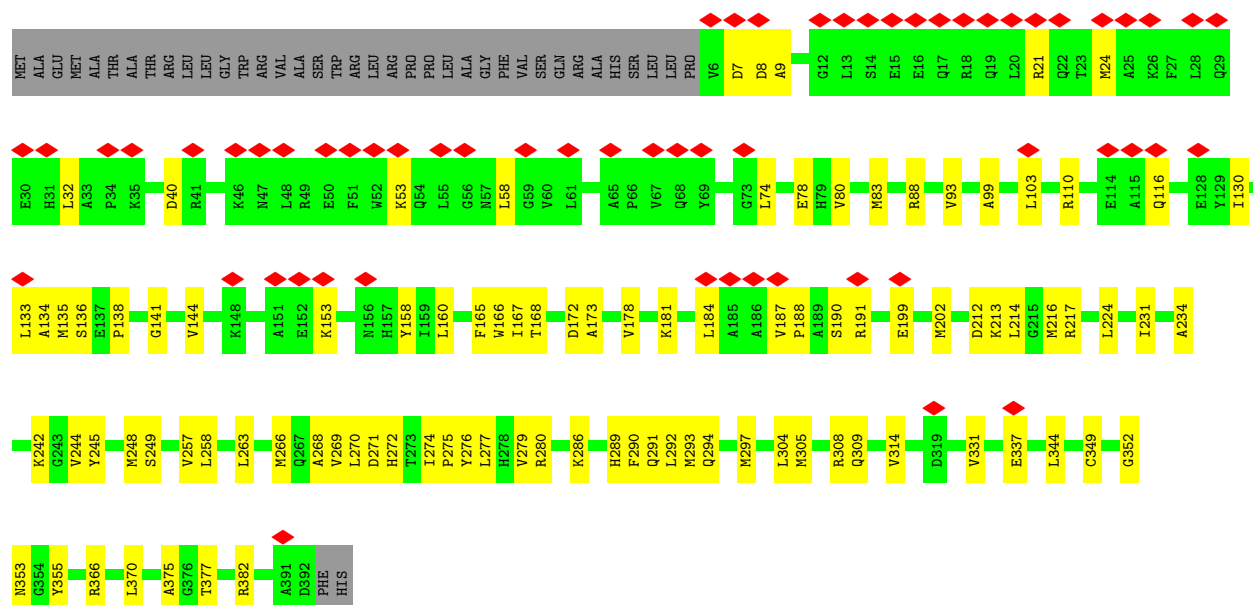 MET ALA GLU MET ALA THR ALA THR ARG LEU LEU GLY TRP ARG VAL ALA SER TRP ARG LEU ARG PRO PRO LEU ALA GLY PHE VAL SER GLN ARG ALA HIS SER LEU LEU PRO V6 D7 D8 A9 G12 L13 S14 E15 E16 Q17 R18 Q19 L20 R21 Q22 T23 M24 A25 K26 F27 L28 Q29
E30 H31 L32 A33 P34 K35 D40 R41 K46 N47 L48 R49 E50 F51 W52 K53 Q54 L55 G56 N57 L58 G59 V60 L61 A65 P66 V67 Q68 Y69 G73 L74 E78 H79 V80 M83 R88 V93 A99 L103 R110 E114 A115 Q116 E128 Y129 I130
L133 A134 M135 S136 E137 P138 G141 V144 K148 A151 E152 K153 N156 H157 Y158 I159 L160 F165 W166 I167 T168 D172 A173 V178 K181 L184 A185 A186 V187 P188 A189 S190 R191 E199 M202 D212 K213 L214 G215 M216 R217 L224 I231 A234
K242 G243 V244 Y245 M248 S249 V257 L258 L263 M266 Q267 A268 V269 L270 D271 H272 T273 I274 P275 Y276 L277 H278 V279 R280 K286 H289 F290 Q291 L292 M293 Q294 M297 L304 M305 R308 Q309 V314 D319 V331 E337 L344 C349 G352
N353 G354 Y355 R366 L370 A375 G376 T377 R382 A391 D392 PHE HIS